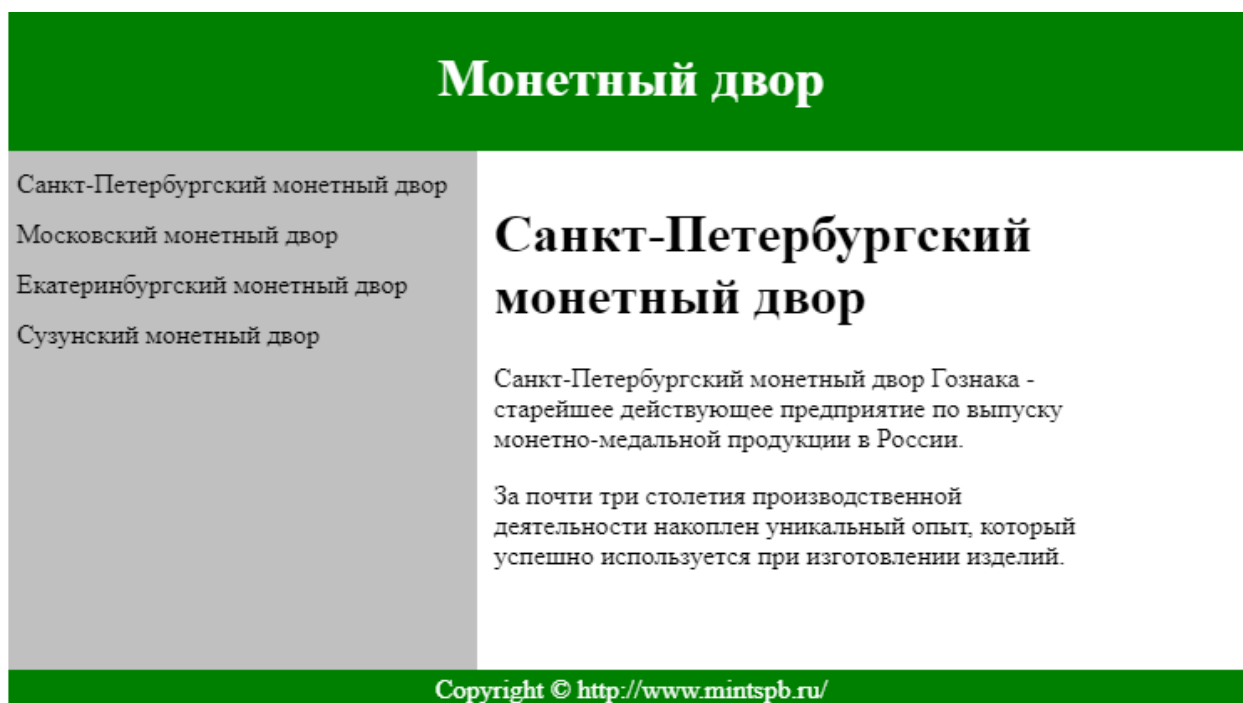 Монетный двор
Санкт-Петербургский монетный двор
Московский монетный двор
Екатеринбургский монетный двор
Сузунский монетный двор
Санкт-Петербургский
монетный двор
Санкт-Петербургский монетный двор Гознака -
старейшее действующее предприятие по выпуску
монетно-медальной продукции в России.
За почти три столетия производственной
деятельности накоплен уникальный опыт, который
успешно используется при изготовлении изделий.
Copyright © http://www.mintspb.ru/